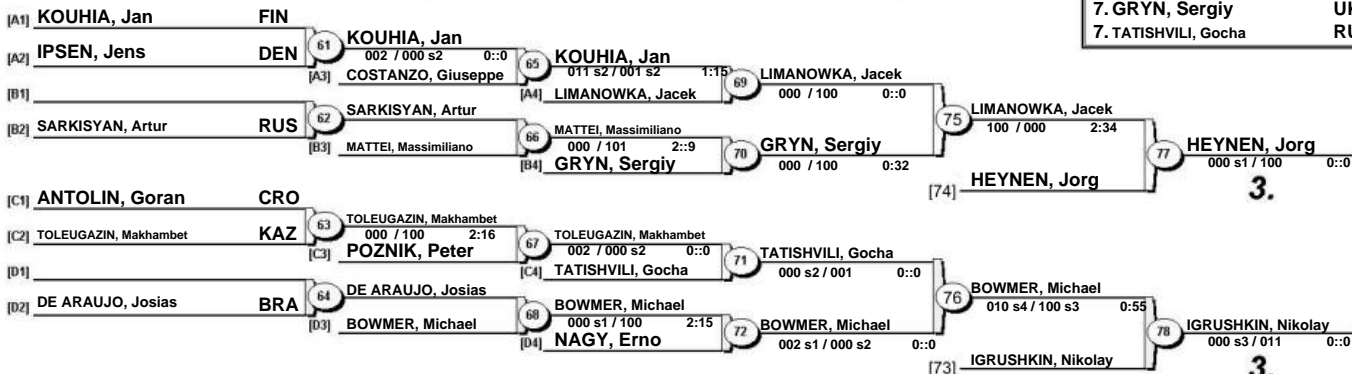 7. GRYN, Sergiy
7. TATISHVILI, Gocha
[A1] KOUHIA, Jan FIN
[A2] IPSEN, Jens DEN
61 KOUHIA, Jan
002 / 000 s2 0::0
[A3] COSTANZO, Giuseppe
65 KOUHIA, Jan
011 s2 / 001 s2 1:15
[A4] LIMANOWKA, Jacek
69 LIMANOWKA, Jacek
000 / 100 0::0
[B1]
[B2] SARKISYAN, Artur RUS
62 SARKISYAN, Artur
[B3] MATTEI, Massimiliano
66 MATTEI, Massimiliano
000 / 101 2::9
[B4] GRYN, Sergiy
70 GRYN, Sergiy
000 / 100 0:32
75 LIMANOWKA, Jacek
100 / 000 2:34
[74] HEYNEN, Jorg
77 HEYNEN, Jorg
000 s1 / 100 0::0
3.
[C1] ANTOLIN, Goran CRO
[C2] TOLEUGAZIN, Makhambet KAZ
63 TOLEUGAZIN, Makhambet
000 / 100 2:16
[C3] POZNIK, Peter
67 TOLEUGAZIN, Makhambet
002 / 000 s2 0::0
[C4] TATISHVILI, Gocha
71 TATISHVILI, Gocha
000 s2 / 001 0::0
[D1]
[D2] DE ARAUJO, Josias BRA
64 DE ARAUJO, Josias
[D3] BOWMER, Michael
68 BOWMER, Michael
000 s1 / 100 2:15
[D4] NAGY, Erno
72 BOWMER, Michael
002 s1 / 000 s2 0::0
76 BOWMER, Michael
010 s4 / 100 s3 0:55
[73] IGRUSHKIN, Nikolay
78 IGRUSHKIN, Nikolay
000 s3 / 011 0::0
3.